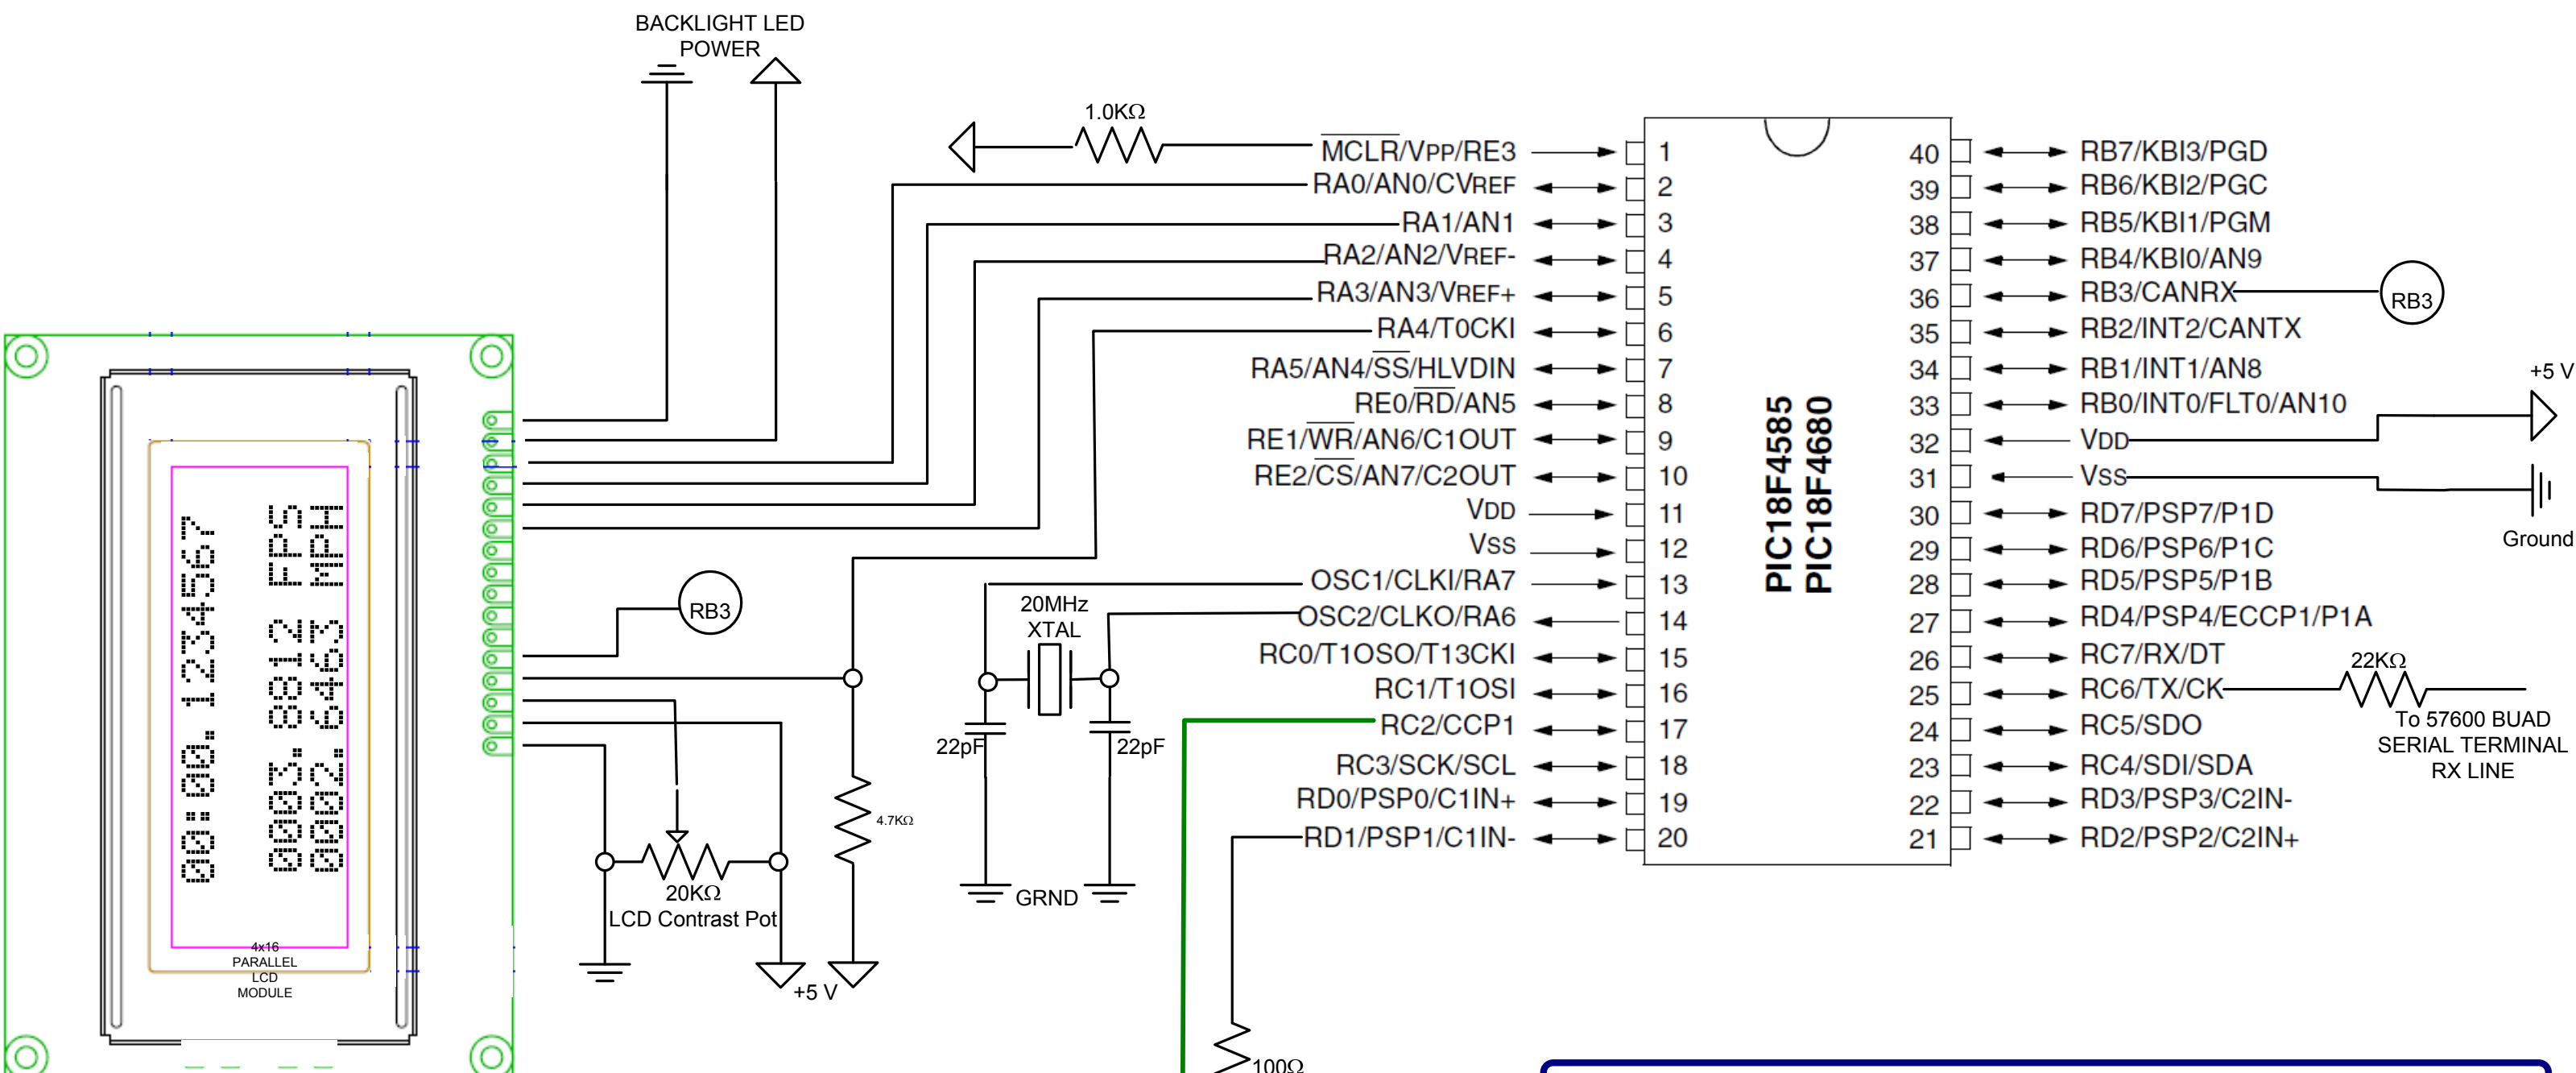 BACKLIGHT LED
POWER
1.0KΩ
MCLR/VPP/RE3
RA0/AN0/CVREF
RA1/AN1
RA2/AN2/VREF-
RA3/AN3/VREF+
RA4/T0CKI
RA5/AN4/SS/HLVDIN
RE0/RD/AN5
RE1/WR/AN6/C1OUT
RE2/CS/AN7/C2OUT
VDD
VSS
OSC1/CLKI/RA7
OSC2/CLKO/RA6
RC0/T1OSO/T13CKI
RC1/T1OSI
RC2/CCP1
RC3/SCK/SCL
RD0/PSP0/C1IN+
RD1/PSP1/C1IN-
1
2
3
4
5
6
7
8
9
10
11
12
13
14
15
16
17
18
19
20
PIC18F4585
PIC18F4680
40
39
38
37
36
35
34
33
32
31
30
29
28
27
26
25
24
23
22
21
RB7/KBI3/PGD
RB6/KBI2/PGC
RB5/KBI1/PGM
RB4/KBI0/AN9
RB3/CANRX
RB2/INT2/CANTX
RB1/INT1/AN8
RB0/INT0/FLT0/AN10
VDD
VSS
RD7/PSP7/P1D
RD6/PSP6/P1C
RD5/PSP5/P1B
RD4/PSP4/ECCP1/P1A
RC7/RX/DT
RC6/TX/CK
RC5/SDO
RC4/SDI/SDA
RD3/PSP3/C2IN-
RD2/PSP2/C2IN+
RB3
+5 V
Ground
22KΩ
To 57600 BUAD
SERIAL TERMINAL
RX LINE
00:00.1234567
0003.8812 FPS
0002.6463 MPH
4x16
PARALLEL
LCD
MODULE
RB3
20MHz
XTAL
22pF
22pF
GRND
4.7KΩ
20KΩ
LCD Contrast Pot
+5 V
100Ω